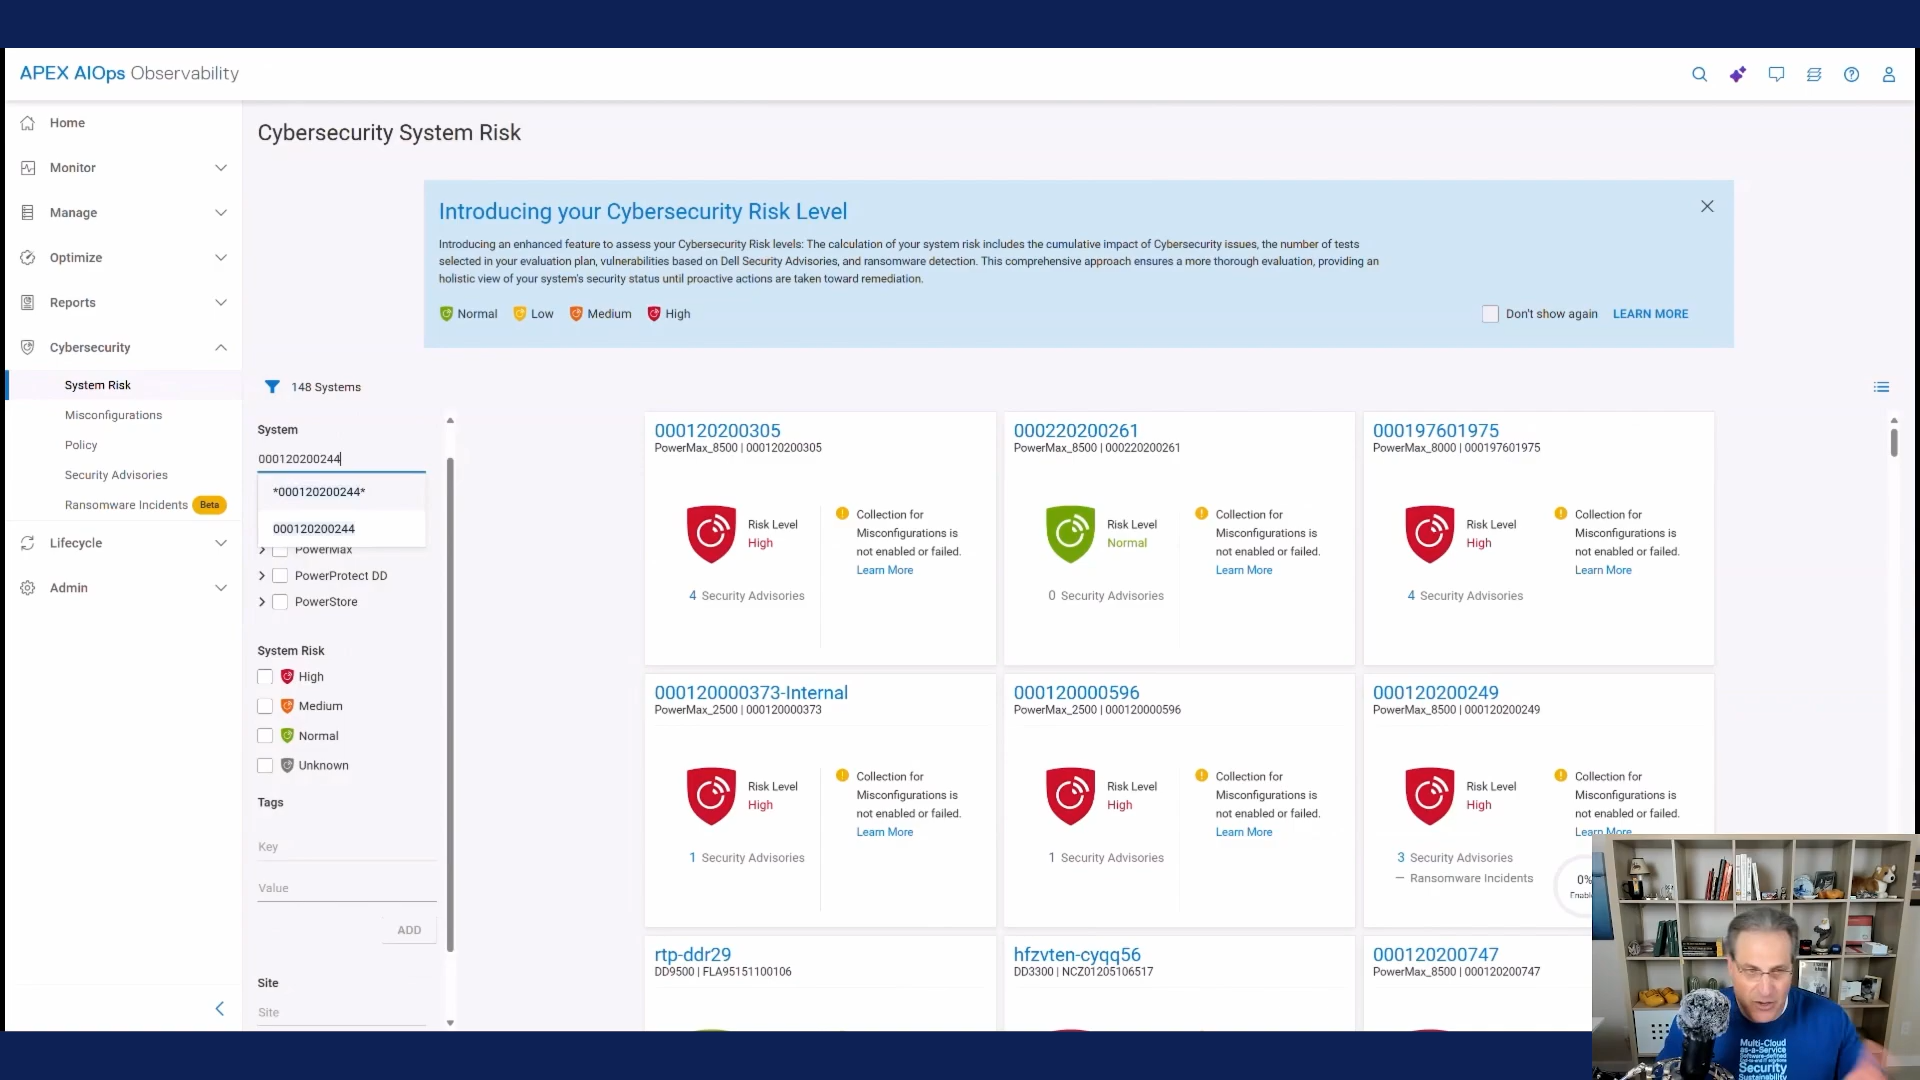 APEX AIOps Observability
Home
Monitor
Manage
Optimize
Reports
Cybersecurity
System Risk
Misconfigurations
Policy
Security Advisories
Ransomware Incidents Beta
Lifecycle
Admin
Cybersecurity System Risk
Introducing your Cybersecurity Risk Level
Introducing an enhanced feature to assess your Cybersecurity Risk levels: The calculation of your system risk includes the cumulative impact of Cybersecurity issues, the number of tests
selected in your evaluation plan, vulnerabilities based on Dell Security Advisories, and ransomware detection. This comprehensive approach ensures a more thorough evaluation, providing an
holistic view of your system's security status until proactive actions are taken toward remediation.
Normal Low Medium High
Don't show again LEARN MORE
148 Systems
System
000120200244
*000120200244*
000120200244
PowerMax
PowerProtect DD
PowerStore
System Risk
High
Medium
Normal
Unknown
Tags
Key
Value
ADD
Site
Site
000120200305
PowerMax_8500 | 000120200305
Risk Level
High
Collection for
Misconfigurations is
not enabled or failed.
Learn More
4 Security Advisories
000220200261
PowerMax_8500 | 000220200261
Risk Level
Normal
Collection for
Misconfigurations is
not enabled or failed.
Learn More
0 Security Advisories
000197601975
PowerMax_8000 | 000197601975
Risk Level
High
Collection for
Misconfigurations is
not enabled or failed.
Learn More
4 Security Advisories
000120000373-Internal
PowerMax_2500 | 000120000373
Risk Level
High
Collection for
Misconfigurations is
not enabled or failed.
Learn More
1 Security Advisories
000120000596
PowerMax_2500 | 000120000596
Risk Level
High
Collection for
Misconfigurations is
not enabled or failed.
Learn More
1 Security Advisories
000120200249
PowerMax_8500 | 000120200249
Risk Level
High
Collection for
Misconfigurations is
not enabled or failed.
Learn More
3 Security Advisories
— Ransomware Incidents
0%
rtp-ddr29
DD9500 | FLA95151100106
hfzvten-cyqq56
DD3300 | NCZ01205106517
000120200747
PowerMax_8500 | 000120200747
Multi-Cloud
as-a-Service
Software-defined
Security
Sustainability